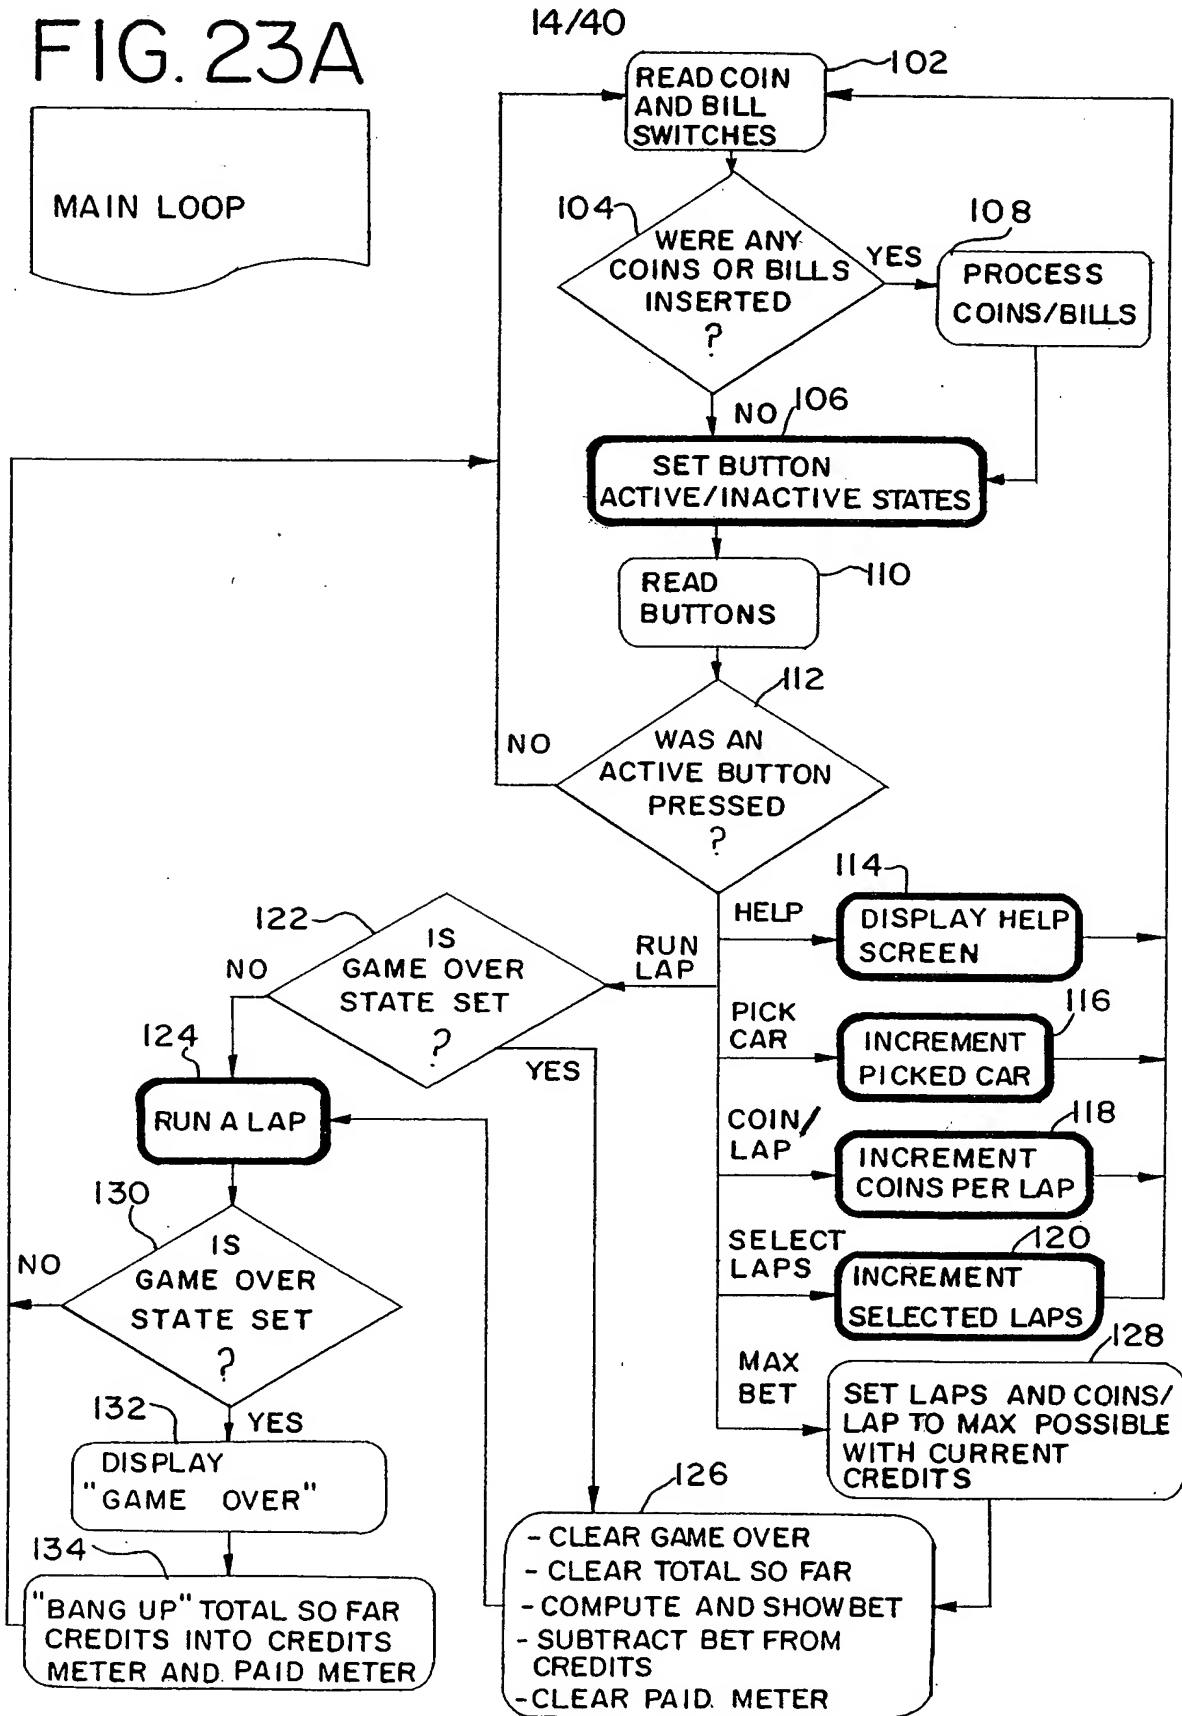 FIG. 23A
14/40
MAIN LOOP
102
READ COIN
AND BILL
SWITCHES
104
WERE ANY
COINS OR BILLS
INSERTED
?
YES
108
PROCESS
COINS/BILLS
NO
106
SET BUTTON
ACTIVE/INACTIVE STATES
110
READ
BUTTONS
112
WAS AN
ACTIVE BUTTON
PRESSED
?
NO
114
HELP
DISPLAY HELP
SCREEN
122
IS
GAME OVER
STATE SET
?
RUN
LAP
NO
YES
116
PICK
CAR
INCREMENT
PICKED CAR
124
RUN A LAP
118
COIN/
LAP
INCREMENT
COINS PER LAP
130
IS
GAME OVER
STATE SET
?
NO
YES
120
SELECT
LAPS
INCREMENT
SELECTED LAPS
128
MAX
BET
SET LAPS AND COINS/
LAP TO MAX POSSIBLE
WITH CURRENT
CREDITS
132
DISPLAY
"GAME OVER"
126
- CLEAR GAME OVER
- CLEAR TOTAL SO FAR
- COMPUTE AND SHOW BET
- SUBTRACT BET FROM
CREDITS
- CLEAR PAID. METER
134
"BANG UP" TOTAL SO FAR
CREDITS INTO CREDITS
METER AND PAID METER